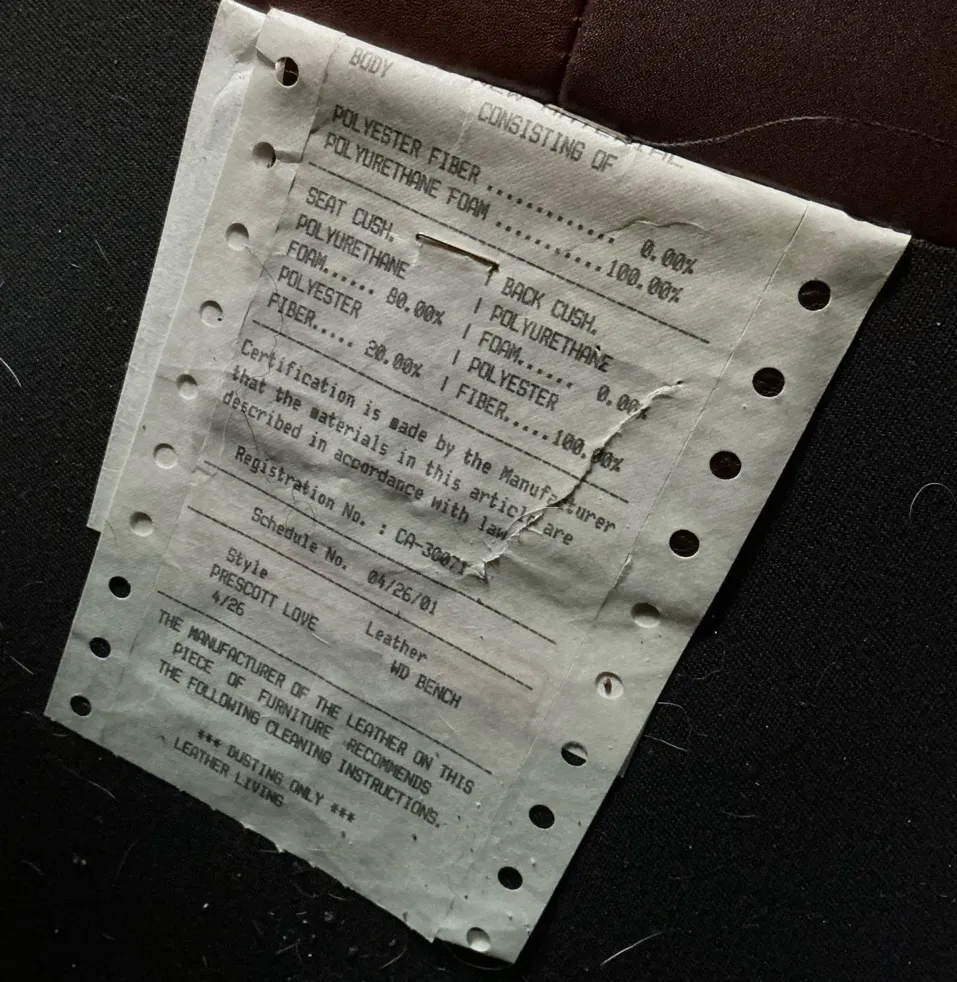 BODY
NEW MATERIAL
CONSISTING OF
POLYESTER FIBER ............. 0.00%
POLYURETHANE FOAM ...........100.00%
SEAT CUSH. | BACK CUSH.
POLYURETHANE | POLYURETHANE
FOAM...... 80.00% | FOAM...... 0.00%
POLYESTER | POLYESTER
FIBER..... 20.00% | FIBER.....100.00%
Certification is made by the Manufacturer
that the materials in this article are
described in accordance with law
Registration No. : CA-30071
Schedule No. 04/26/01
Style Leather
PRESCOTT LOVE WD BENCH
4/26
THE MANUFACTURER OF THE LEATHER ON THIS
PIECE OF FURNITURE RECOMMENDS
THE FOLLOWING CLEANING INSTRUCTIONS.
*** DUSTING ONLY ***
LEATHER LIVING